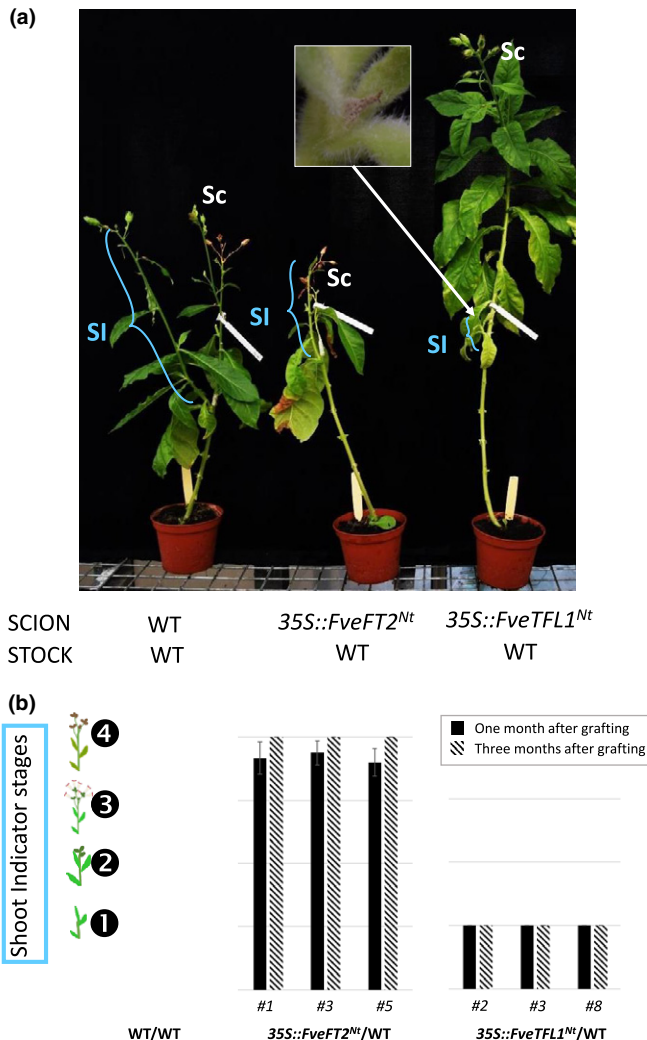 (a)
Sc
Sc
Sc
SI
SI
SI
SCION WT 35S::FveFT2Nt 35S::FveTFL1Nt
STOCK WT WT WT
(b)
Shoot Indicator stages
4
3
2
1
One month after grafting
Three months after grafting
#1 #3 #5 #2 #3 #8
WT/WT 35S::FveFT2Nt/WT 35S::FveTFL1Nt/WT